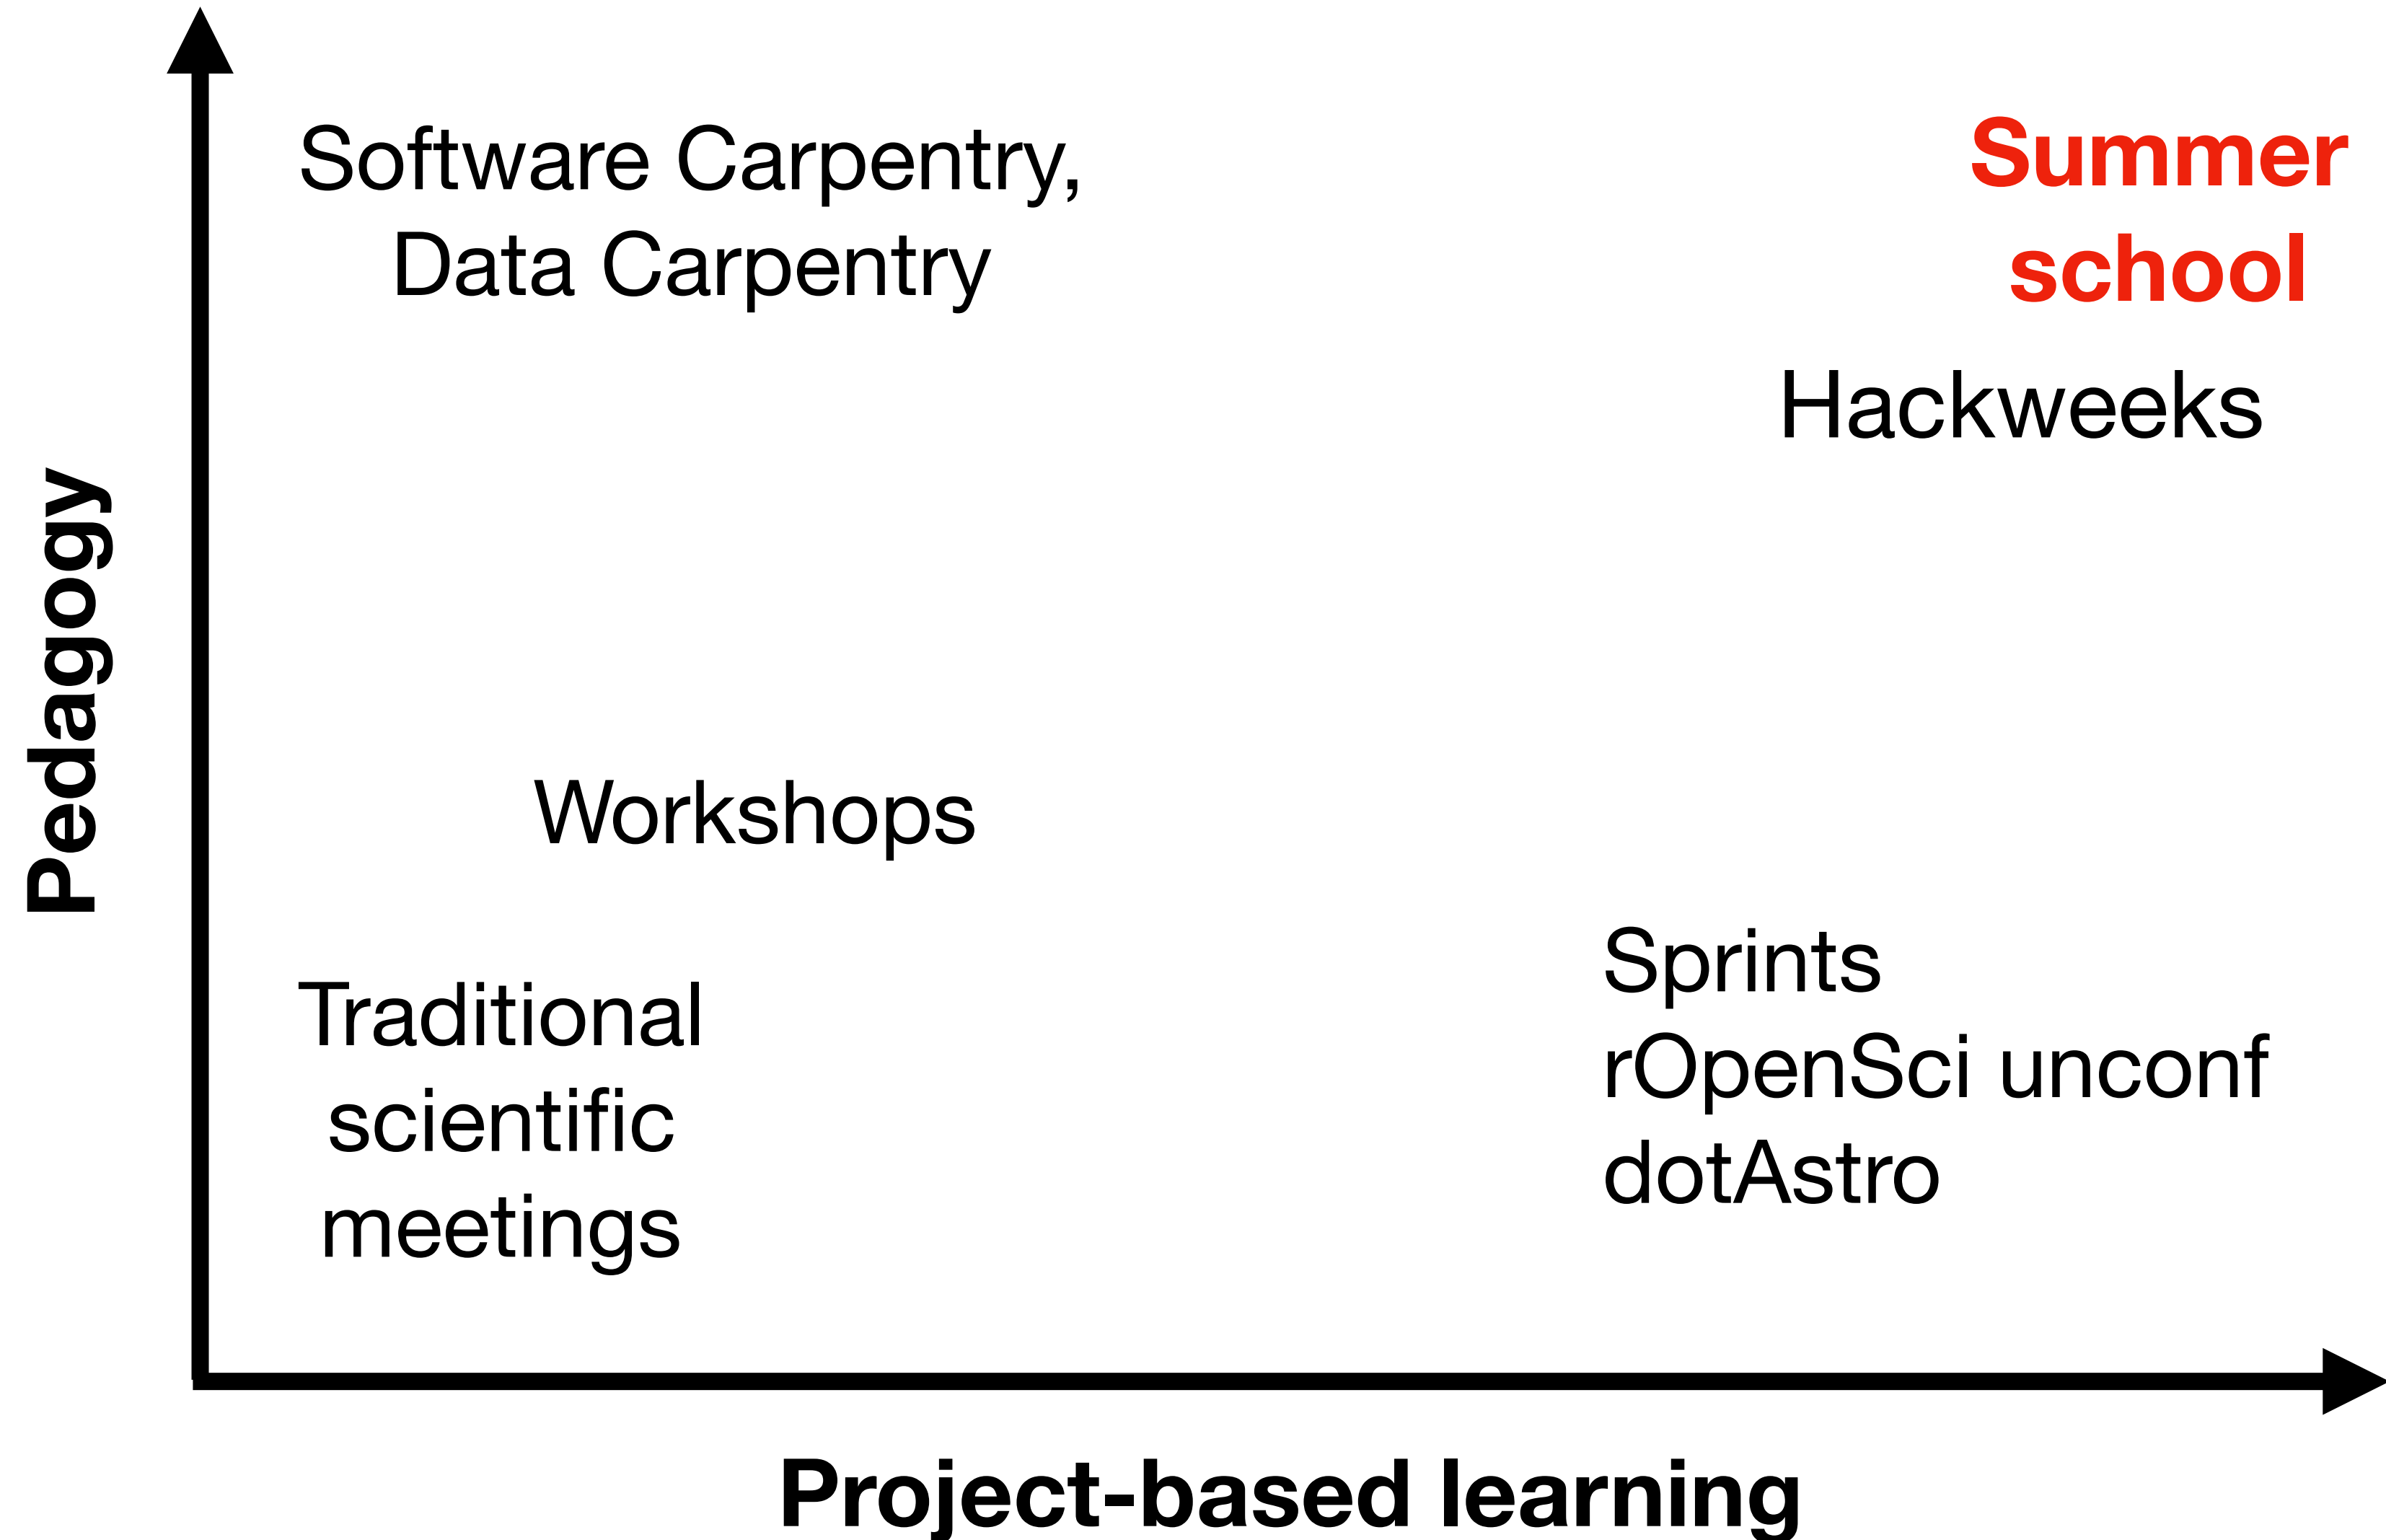 Software Carpentry,
Data Carpentry
Summer
school
Hackweeks
Pedagogy
Workshops
Traditional
scientific
meetings
Sprints
rOpenSci unconf
dotAstro
Project-based learning